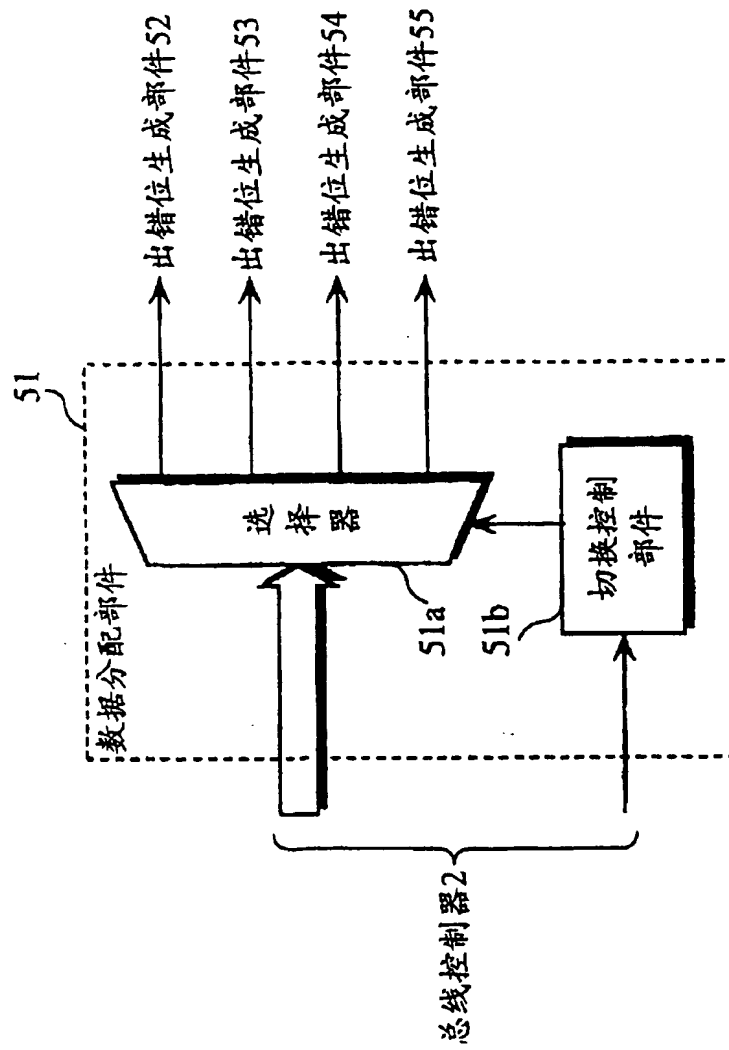 51
数据分配部件
选择器
51a
切换控制
部件
51b
总线控制器2
出错位生成部件52
出错位生成部件53
出错位生成部件54
出错位生成部件55